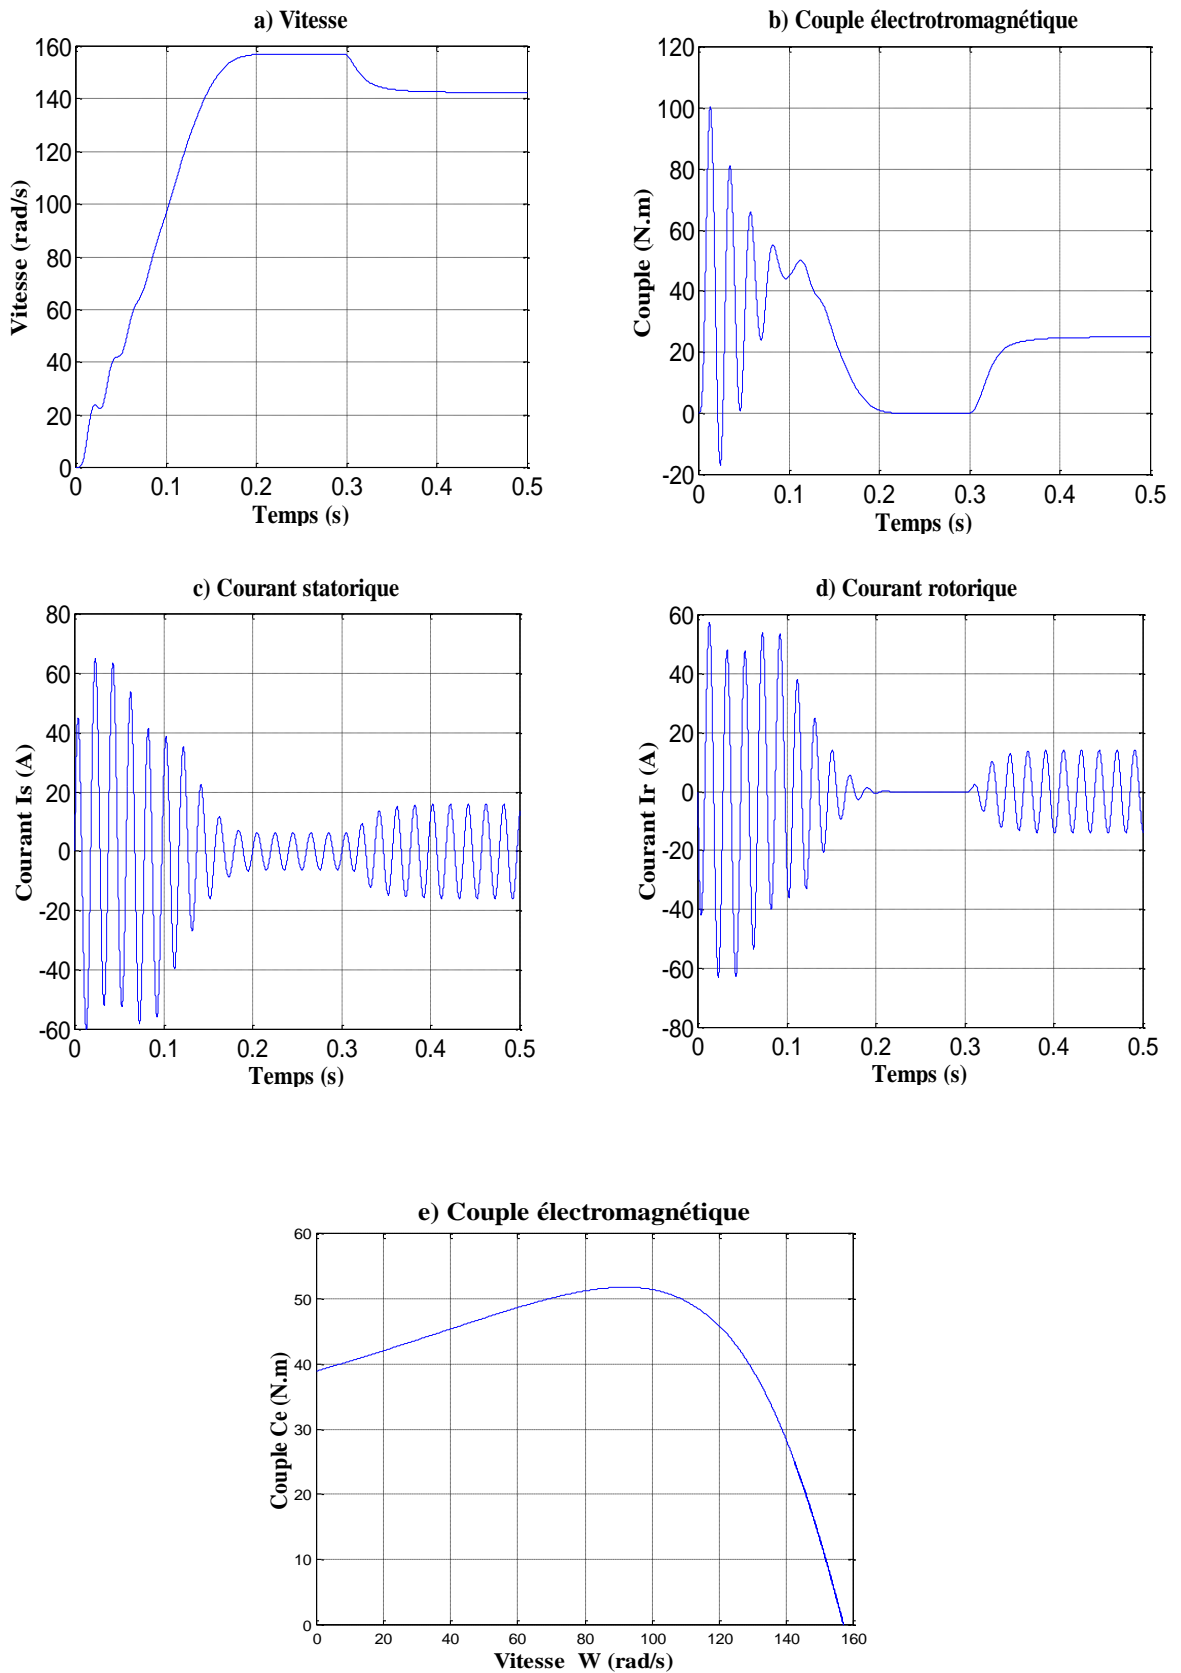 a) Vitesse
160
140
120
100
80
60
40
20
0
Vitesse (rad/s)
0 0.1 0.2 0.3 0.4 0.5
Temps (s)
b) Couple électrotromagnétique
120
100
80
60
40
20
0
-20
Couple (N.m)
0 0.1 0.2 0.3 0.4 0.5
Temps (s)
c) Courant statorique
80
60
40
20
0
-20
-40
-60
Courant Is (A)
0 0.1 0.2 0.3 0.4 0.5
Temps (s)
d) Courant rotorique
60
40
20
0
-20
-40
-60
-80
Courant Ir (A)
0 0.1 0.2 0.3 0.4 0.5
Temps (s)
e) Couple électromagnétique
60
50
40
30
20
10
0
Couple Ce (N.m)
0 20 40 60 80 100 120 140 160
Vitesse W (rad/s)